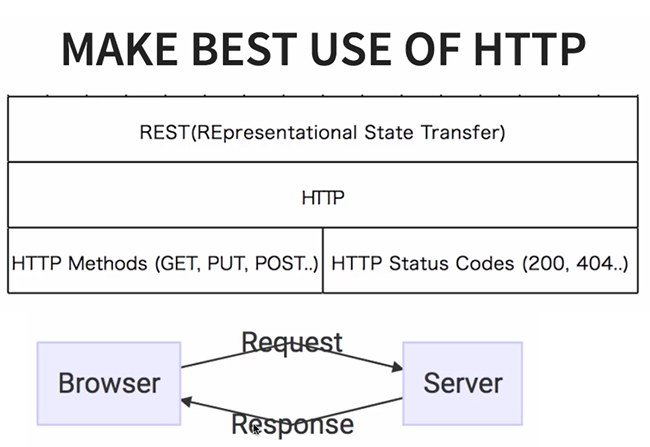 MAKE BEST USE OF HTTP
REST(REpresentational State Transfer)
HTTP
HTTP Methods (GET, PUT, POST..)
HTTP Status Codes (200, 404..)
Request
Browser
Server
Response